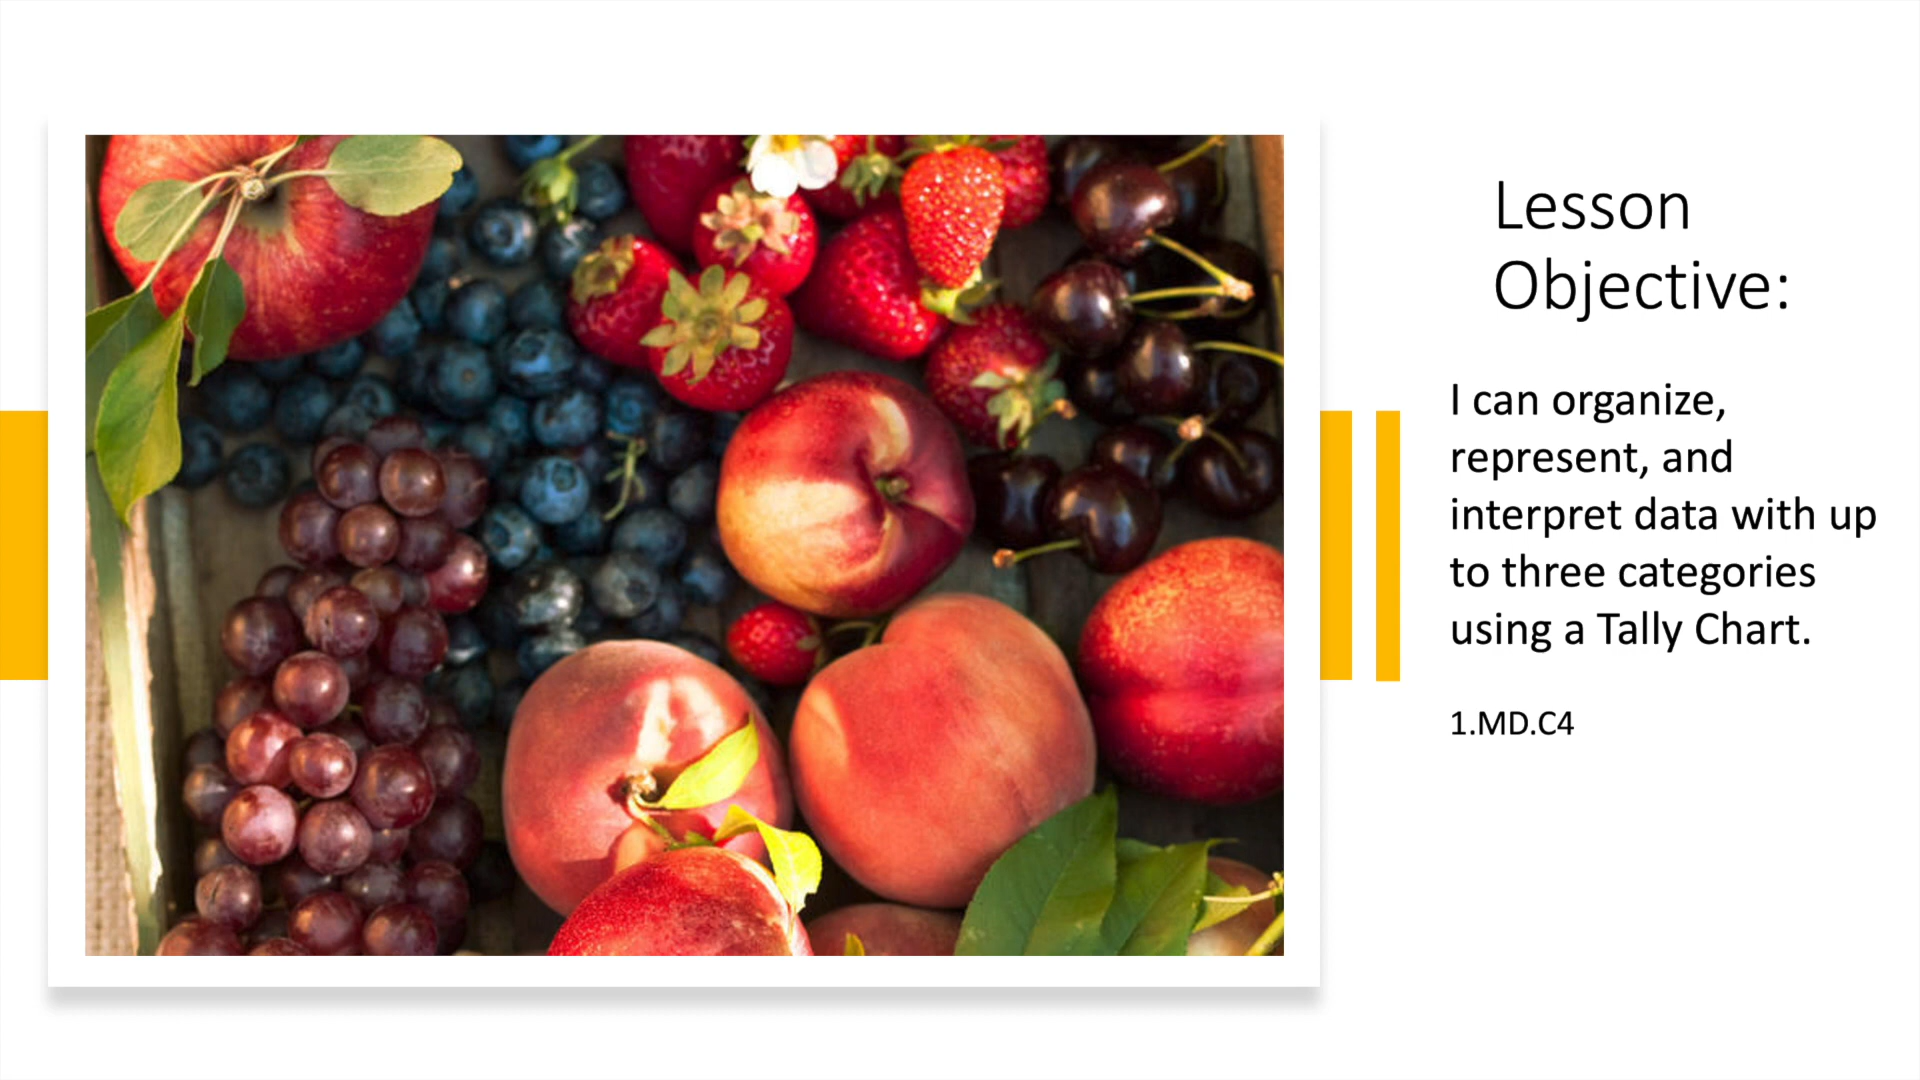 Lesson
Objective:
I can organize,
represent, and
interpret data with up
to three categories
using a Tally Chart.
1.MD.C4